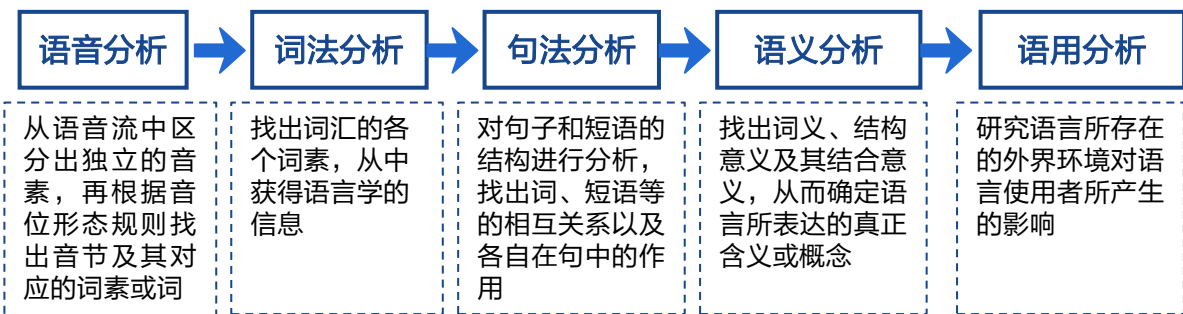 语音分析
词法分析
句法分析
语义分析
语用分析
从语音流中区
分出独立的音
素，再根据音
位形态规则找
出音节及其对
应的词素或词
找出词汇的各
个词素，从中
获得语言学的
信息
对句子和短语的
结构进行分析，
找出词、短语等
的相互关系以及
各自在句中的作
用
找出词义、结构
意义及其结合意
义，从而确定语
言所表达的真正
含义或概念
研究语言所存在
的外界环境对语
言使用者所产生
的影响